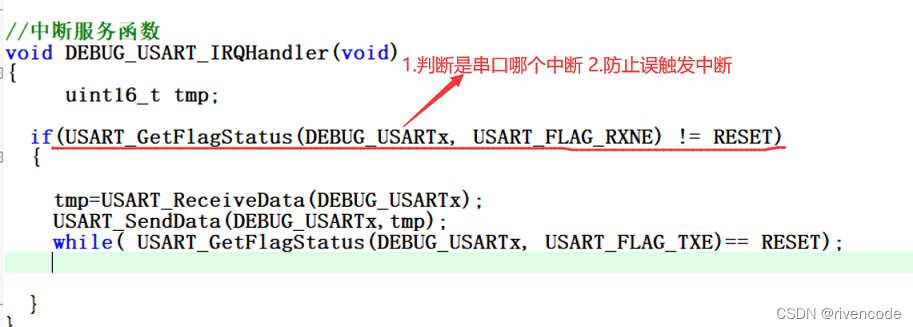 //中断服务函数
void DEBUG_USART_IRQHandler(void)
1.判断是串口哪个中断 2.防止误触发中断
{
uint16_t tmp;
if(USART_GetFlagStatus(DEBUG_USARTx, USART_FLAG_RXNE) != RESET)
{
tmp=USART_ReceiveData(DEBUG_USARTx);
USART_SendData(DEBUG_USARTx,tmp);
while( USART_GetFlagStatus(DEBUG_USARTx, USART_FLAG_TXE)== RESET);
}
}
CSDN @rivencode